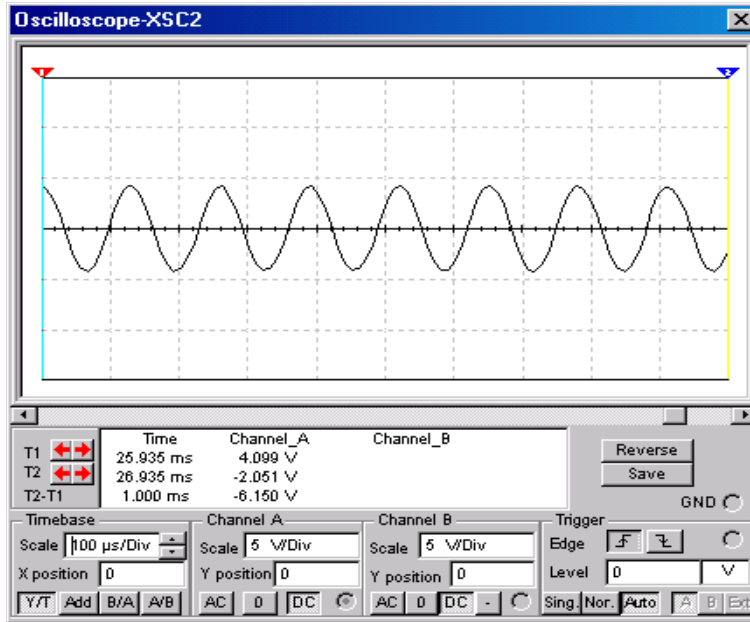 Oscilloscope-XSC2
1
2
Time Channel_A Channel_B
T1 25.935 ms 4.099 V
T2 26.935 ms -2.051 V
T2-T1 1.000 ms -6.150 V
Reverse
Save
GND
Timebase
Scale 100 µs/Div
X position 0
Y/T Add B/A A/B
Channel A
Scale 5 V/Div
Y position 0
AC 0 DC
Channel B
Scale 5 V/Div
Y position 0
AC 0 DC -
Trigger
Edge
Level 0 V
Sing. Nor. Auto A B Ext